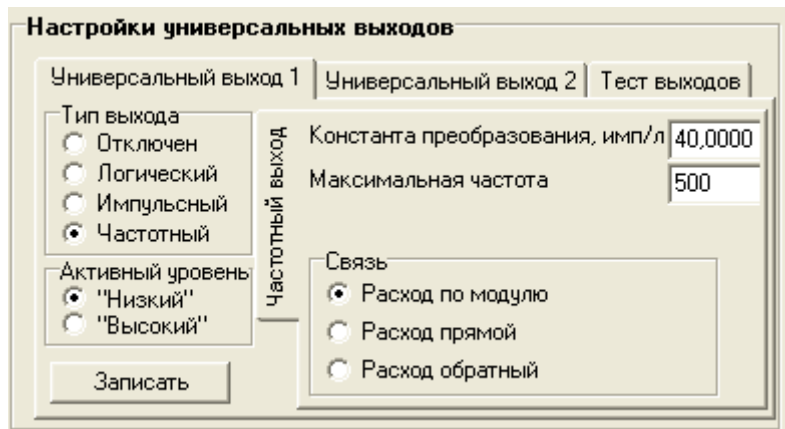 Настройки универсальных выходов
Универсальный выход 1 Универсальный выход 2 Тест выходов
Тип выхода
Отключен
Логический
Импульсный
Частотный
Активный уровень
"Низкий"
"Высокий"
Записать
Частотный выход
Константа преобразования, имп/л 40,0000
Максимальная частота 500
Связь
Расход по модулю
Расход прямой
Расход обратный